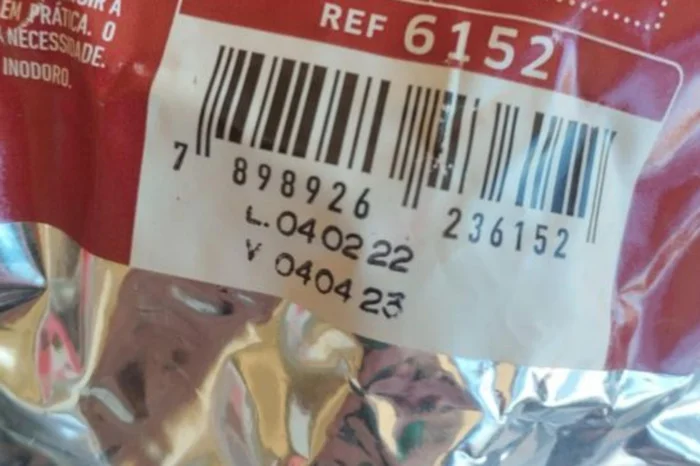 EM PRÁTICA. O
NECESSIDADE.
INODORO.
REF 6152
7 898926 236152
L. 040222
V 040423